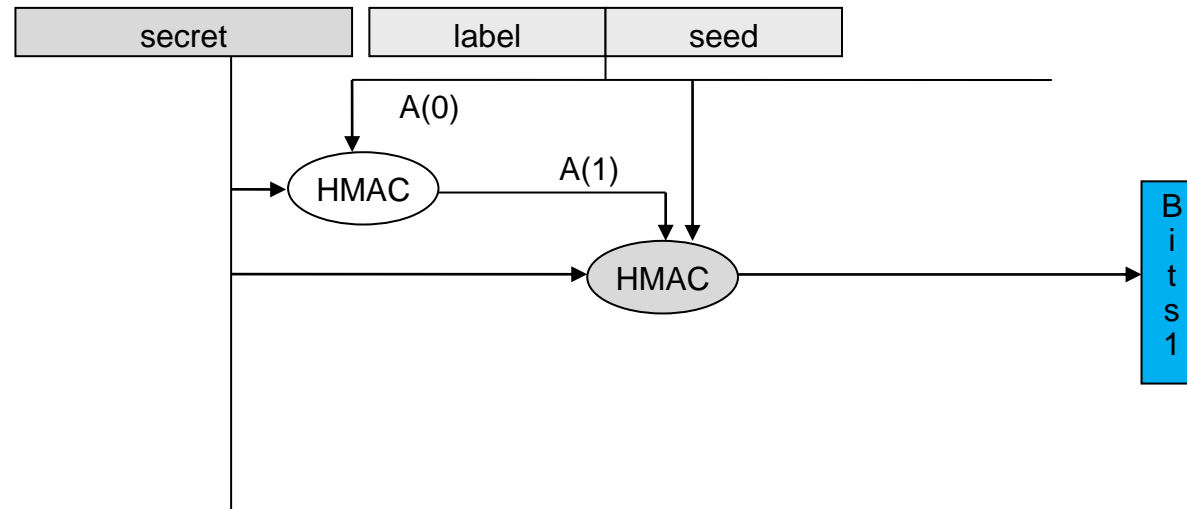 secret
label
seed
A(0)
HMAC
A(1)
HMAC
B
i
t
s
1